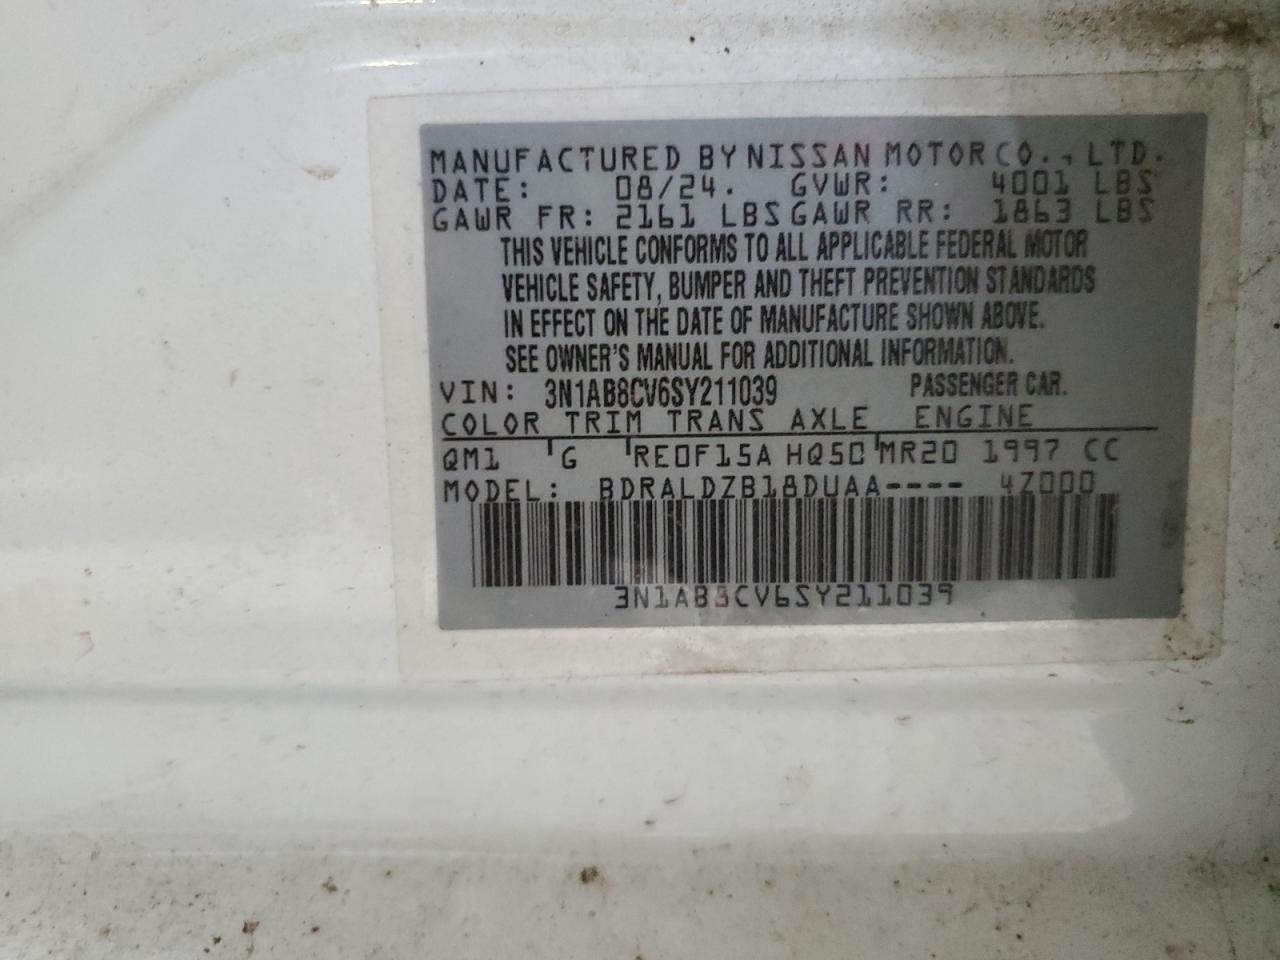 MANUFACTURED BY NISSAN MOTOR CO., LTD.
DATE: 08/24. GVWR: 4001 LBS
GAWR FR: 2161 LBS GAWR RR: 1863 LBS
THIS VEHICLE CONFORMS TO ALL APPLICABLE FEDERAL MOTOR
VEHICLE SAFETY, BUMPER AND THEFT PREVENTION STANDARDS
IN EFFECT ON THE DATE OF MANUFACTURE SHOWN ABOVE.
SEE OWNER'S MANUAL FOR ADDITIONAL INFORMATION.
VIN: 3N1AB8CV6SY211039 PASSENGER CAR.
COLOR TRIM TRANS AXLE ENGINE
QM1 G RE0F15A HQ50 MR20 1997 CC
MODEL: BDRALDZB18DUAA---- 4Z000
3N1AB8CV6SY211039